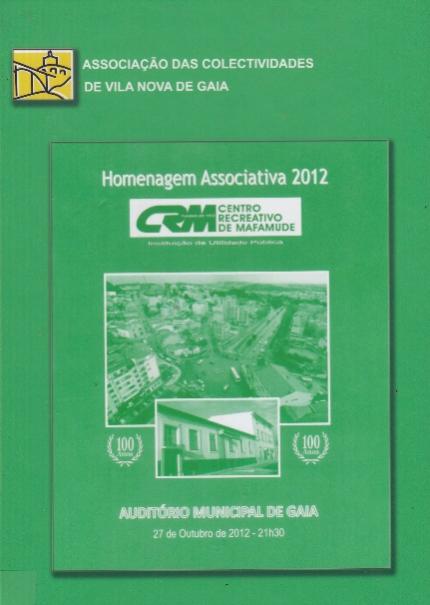 ASSOCIAÇÃO DAS COLECTIVIDADES
DE VILA NOVA DE GAIA
Homenagem Associativa 2012
CRM
CENTRO
RECREATIVO
DE MAFAMUDE
Instituição de Utilidade Pública
100
Anos
100
Anos
AUDITÓRIO MUNICIPAL DE GAIA
27 de Outubro de 2012 - 21h30